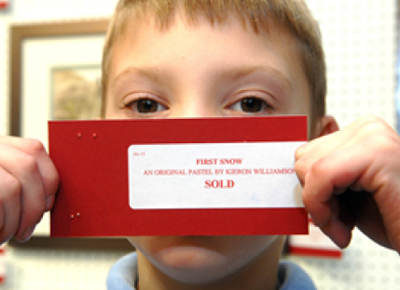 FIRST SNOW
AN ORIGINAL PASTEL BY KIERON WILLIAMSON
SOLD